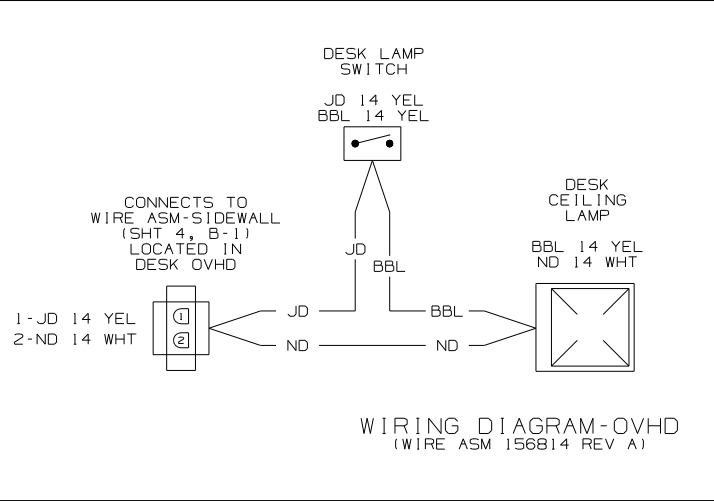 DESK LAMP
SWITCH
JD 14 YEL
BBL 14 YEL
DESK
CEILING
LAMP
BBL 14 YEL
ND 14 WHT
CONNECTS TO
WIRE ASM-SIDEWALL
(SHT 4, B-1)
LOCATED IN
DESK OVHD
JD
BBL
1-JD 14 YEL
2-ND 14 WHT
1
2
JD
BBL
ND
ND
WIRING DIAGRAM-OVHD
(WIRE ASM 156814 REV A)